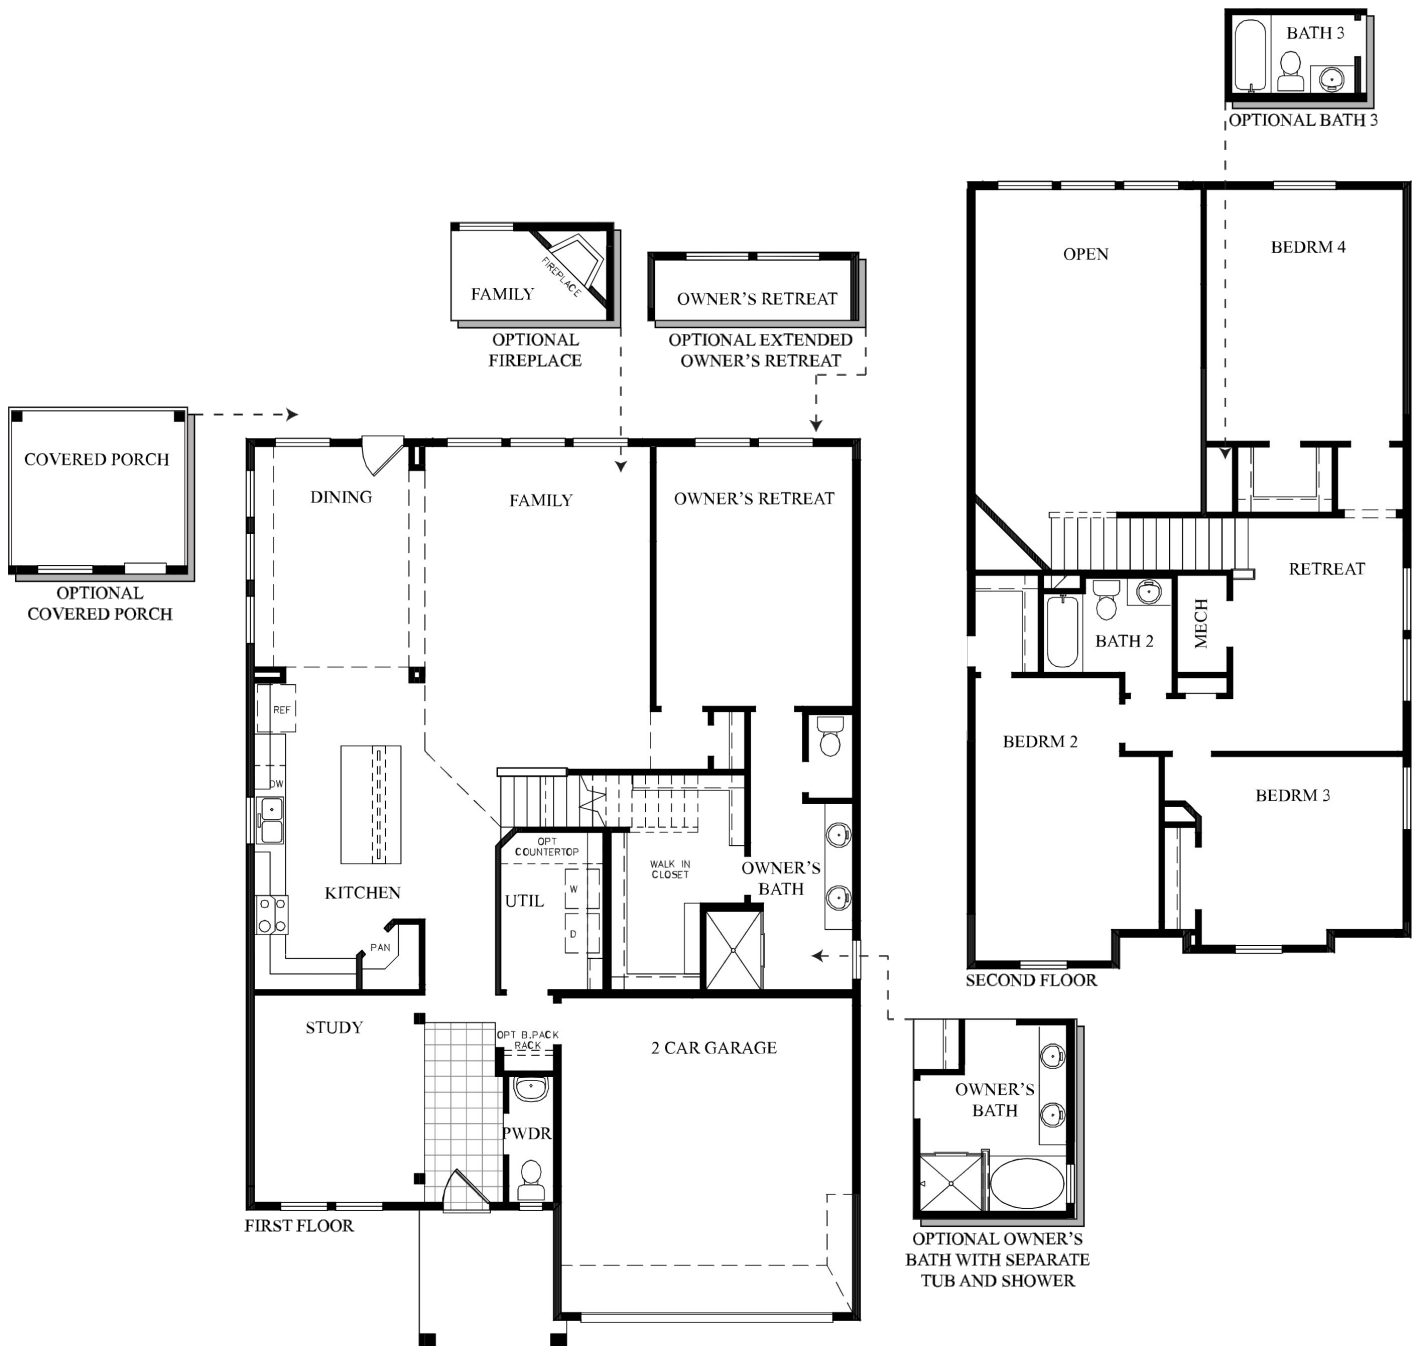 BATH 3
OPTIONAL BATH 3
OPEN
BEDRM 4
FAMILY
FIREPLACE
OPTIONAL
FIREPLACE
OWNER'S RETREAT
OPTIONAL EXTENDED
OWNER'S RETREAT
COVERED PORCH
OPTIONAL
COVERED PORCH
DINING
FAMILY
OWNER'S RETREAT
RETREAT
MECH
BATH 2
REF
DW
BEDRM 2
BEDRM 3
OPT
COUNTERTOP
WALK IN
CLOSET
OWNER'S
BATH
KITCHEN
UTIL
W
D
PAN
SECOND FLOOR
STUDY
OPT B.PACK
RACK
2 CAR GARAGE
OWNER'S
BATH
PWDR
FIRST FLOOR
OPTIONAL OWNER'S
BATH WITH SEPARATE
TUB AND SHOWER